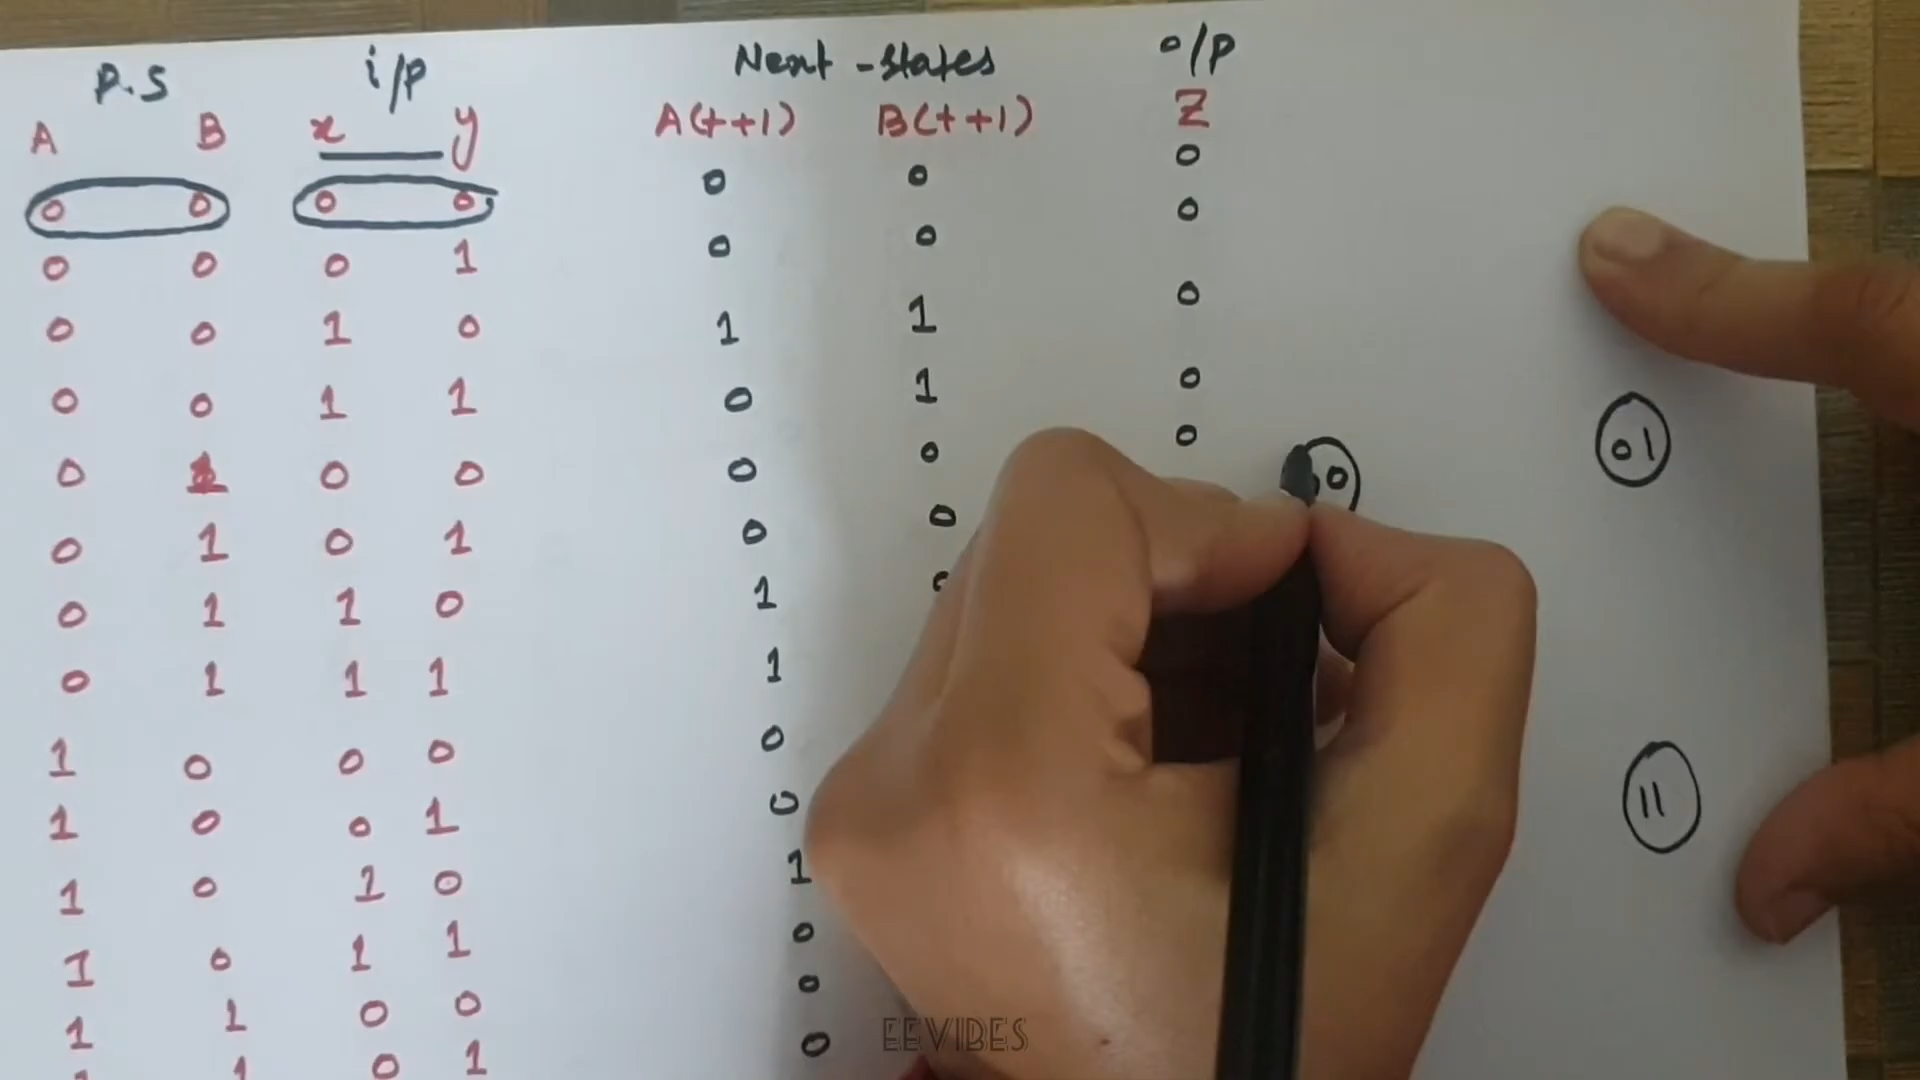 P.S i/P Next-states o/P
A B x y A(t+1) B(t+1) Z
0 0 0 0 0 0 0
0 0 0 1 0 0 0
0 0 1 0 1 1 0
0 0 1 1 0 1 0
0 1 0 0 0 0 0
0 1 0 1 0 0
0 1 1 0 1
0 1 1 1 1
1 0 0 0 0
1 0 0 1 0
1 0 1 0 1
1 0 1 1 0
1 1 0 0 0
1 0 1 0
01
11
EEVIBES